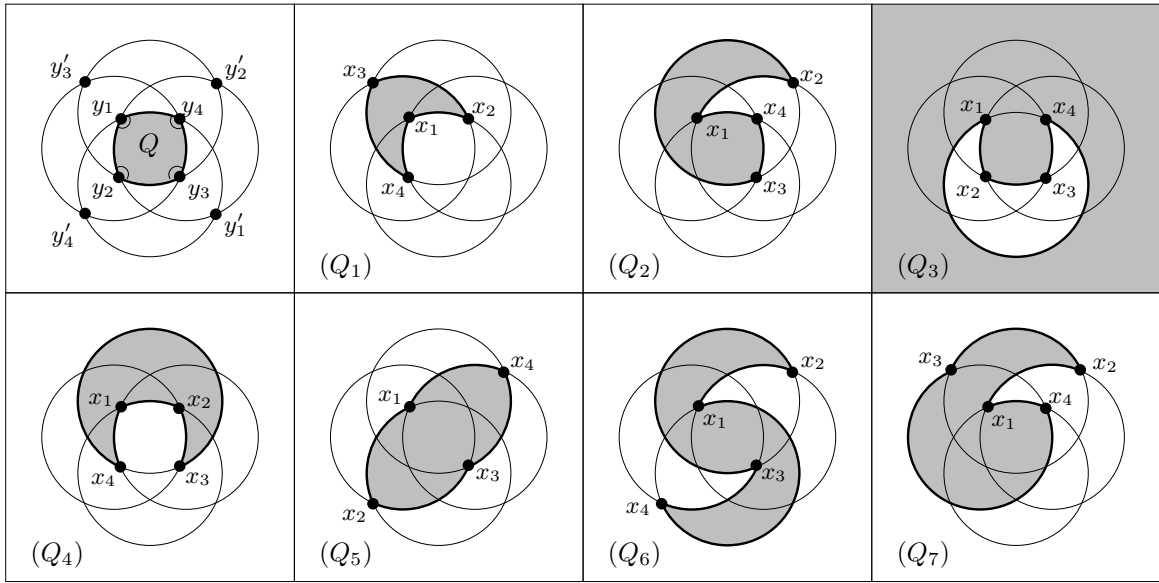 y′₃ y′₂
y₁ y₄
Q
y₂ y₃
y′₄ y′₁
x₃
x₁ x₂
x₄
(Q₁)
x₂
x₁ x₄
x₃
(Q₂)
x₁ x₄
x₂ x₃
(Q₃)
x₁ x₂
x₄ x₃
(Q₄)
x₄
x₁
x₃
x₂
(Q₅)
x₂
x₁
x₃
x₄
(Q₆)
x₃ x₂
x₁ x₄
(Q₇)